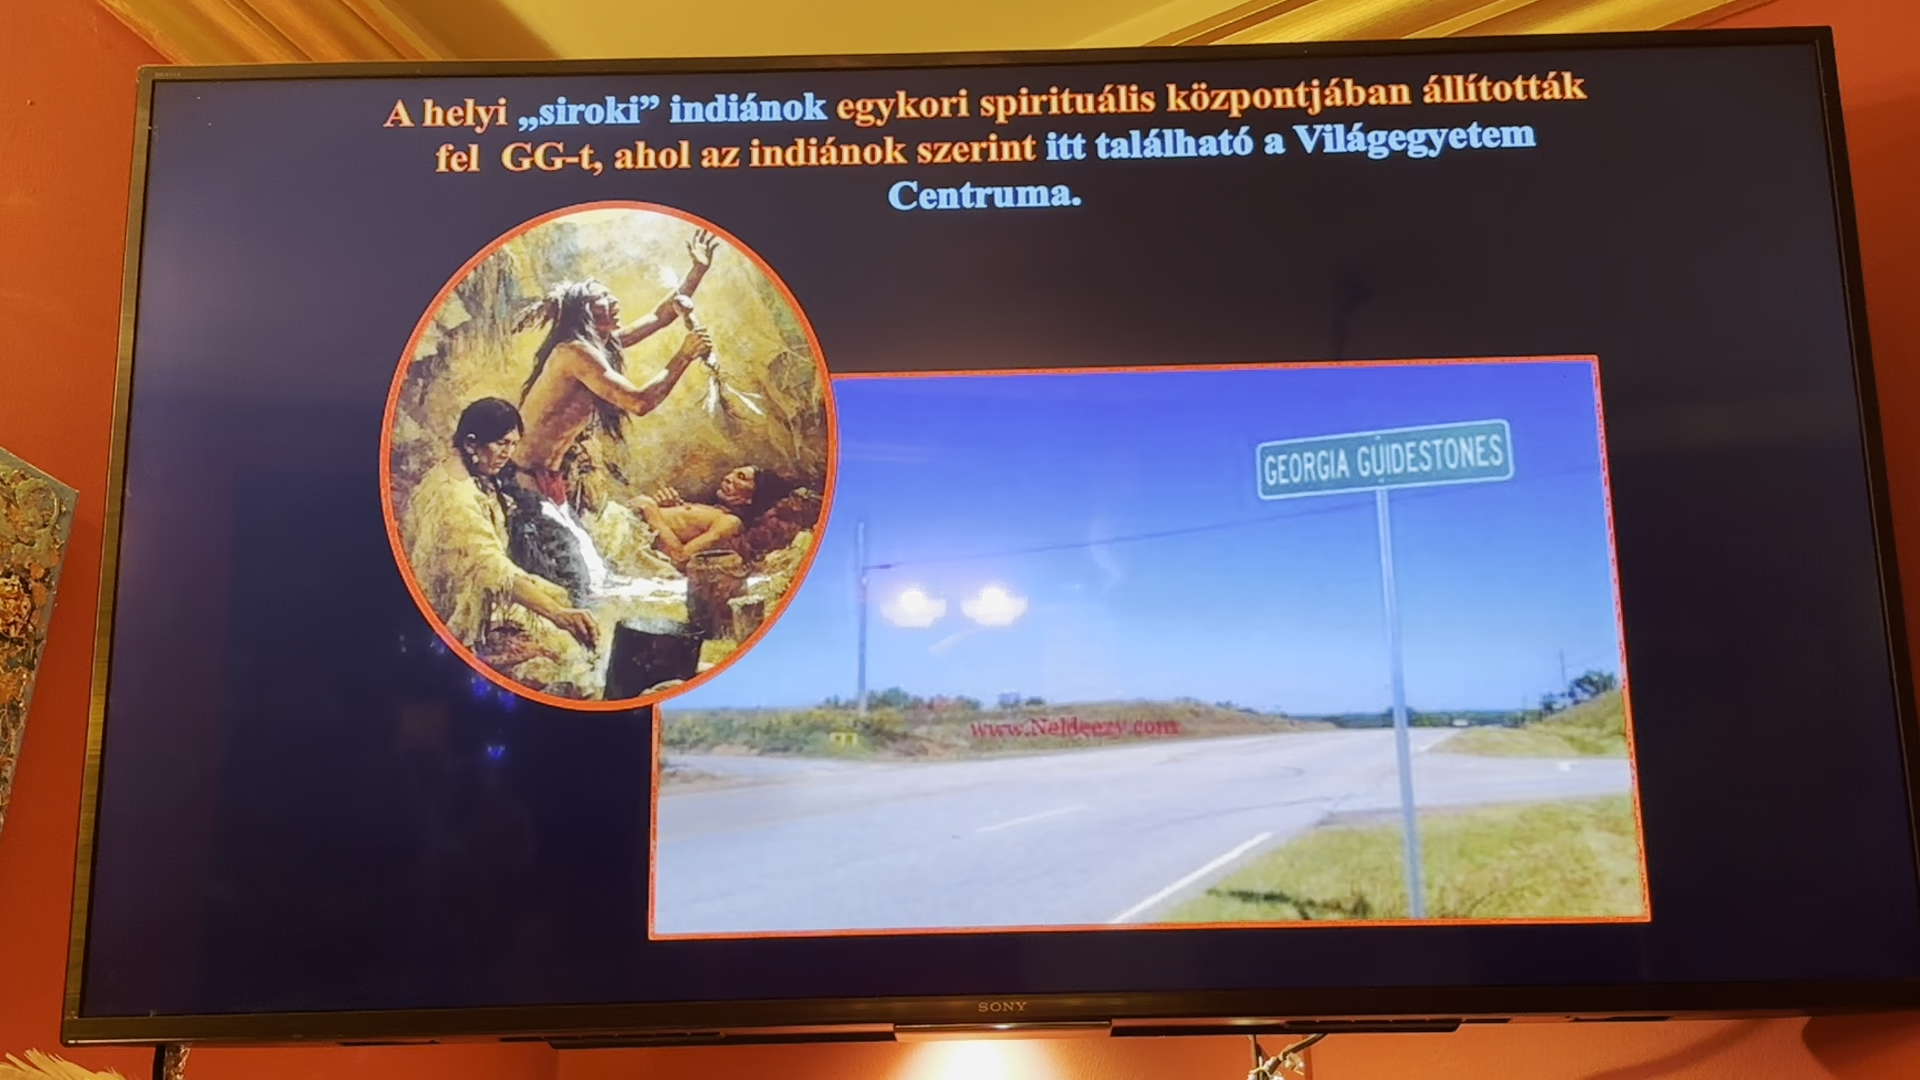 A helyi „siroki” indiánok egykori spirituális központjában állították
fel GG-t, ahol az indiánok szerint itt található a Világegyetem
Centruma.
GEORGIA GUIDESTONES
www.Neldeezy.com
SONY